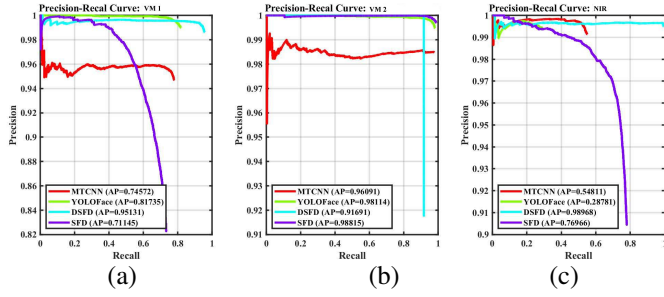 Precision-Recal Curve: VM 1
Precision
1
0.98
0.96
0.94
0.92
0.9
0.88
0.86
0.84
0.82
MTCNN (AP=0.74572)
YOLOFace (AP=0.81735)
DSFD (AP=0.95131)
SFD (AP=0.71145)
0 0.2 0.4 0.6 0.8 1
Recall
(a)
Precision-Recal Curve: VM 2
Precision
1
0.99
0.98
0.97
0.96
0.95
0.94
0.93
0.92
0.91
MTCNN (AP=0.96091)
YOLOFace (AP=0.98114)
DSFD (AP=0.91691)
SFD (AP=0.98815)
0 0.2 0.4 0.6 0.8 1
Recall
(b)
Precision-Recal Curve: NIR
Precision
1
0.99
0.98
0.97
0.96
0.95
0.94
0.93
0.92
0.91
0.9
MTCNN (AP=0.54811)
YOLOFace (AP=0.28781)
DSFD (AP=0.98968)
SFD (AP=0.76966)
0 0.2 0.4 0.6 0.8 1
Recall
(c)